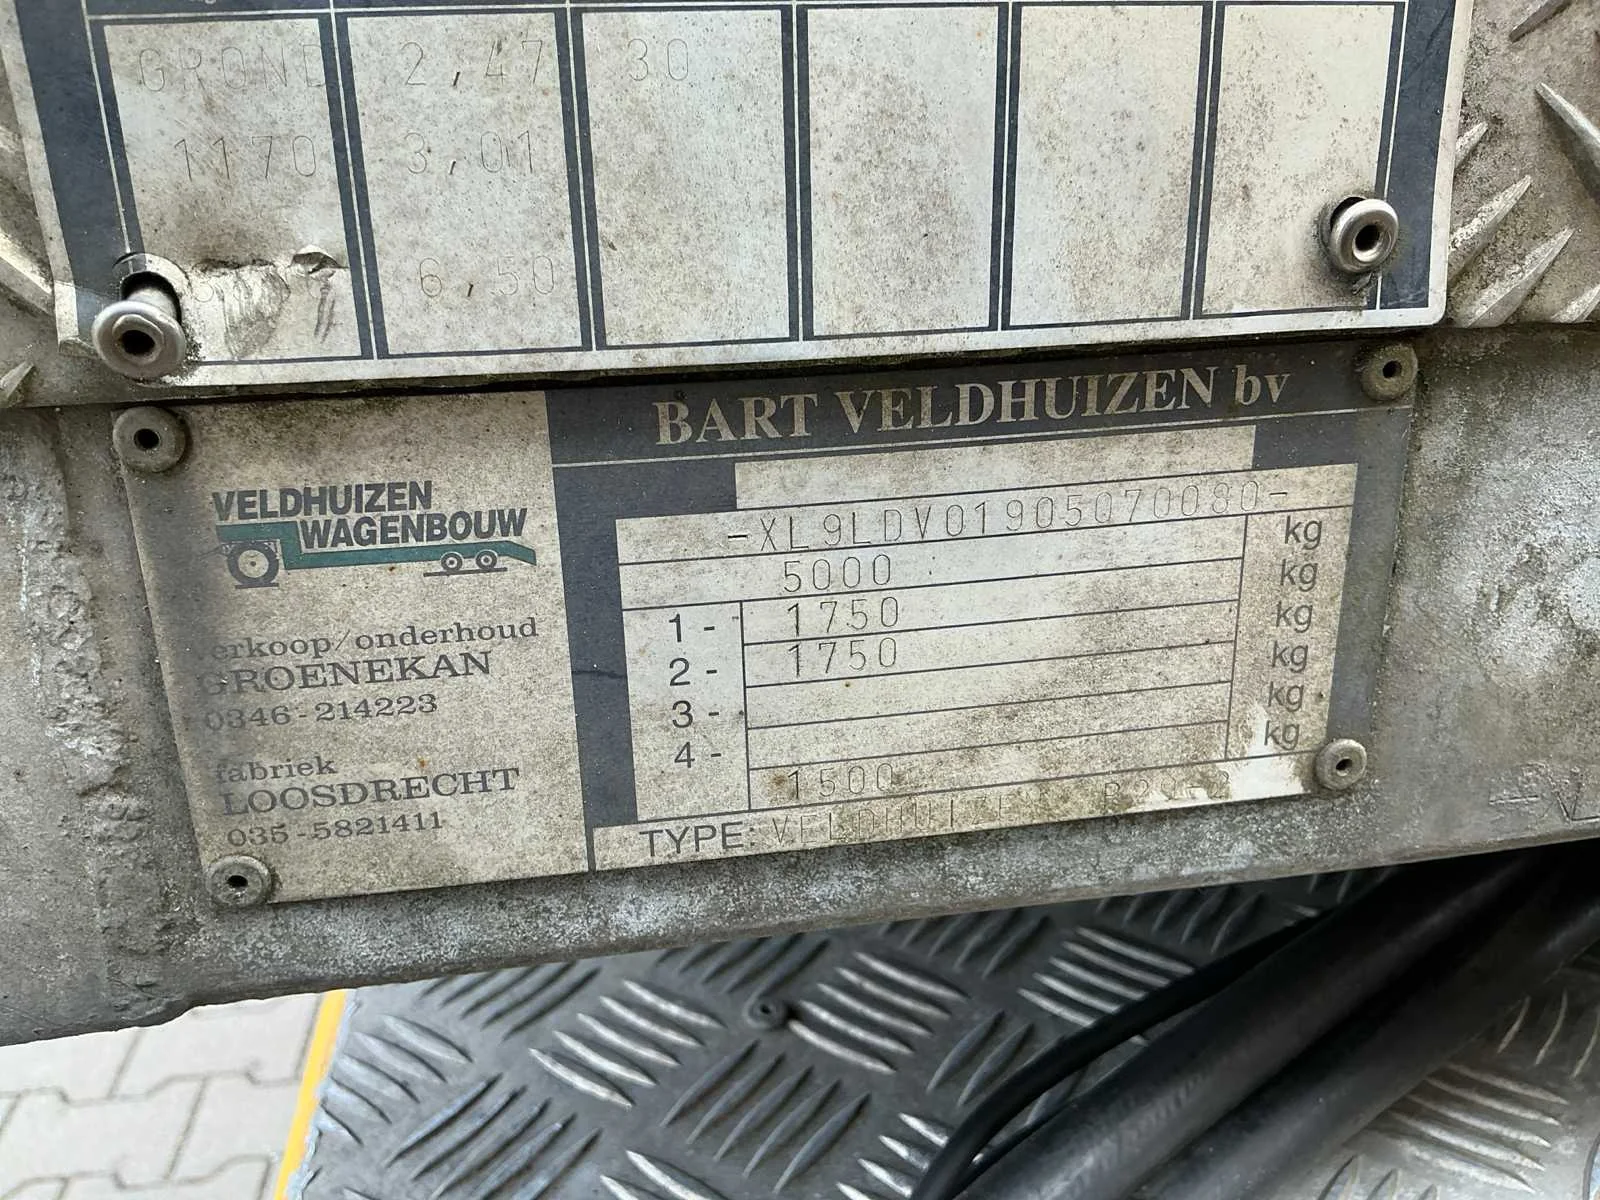 GROND 2,47 30
1170 3,01
6,50
BART VELDHUIZEN bv
VELDHUIZEN
WAGENBOUW
verkoop/onderhoud
GROENEKAN
0346-214223
fabriek
LOOSDRECHT
035-5821411
-XL9LDV01905070080-
5000 kg
1- 1750 kg
2- 1750 kg
3- kg
4- kg
1500 kg
TYPE: VELDHUIZEN